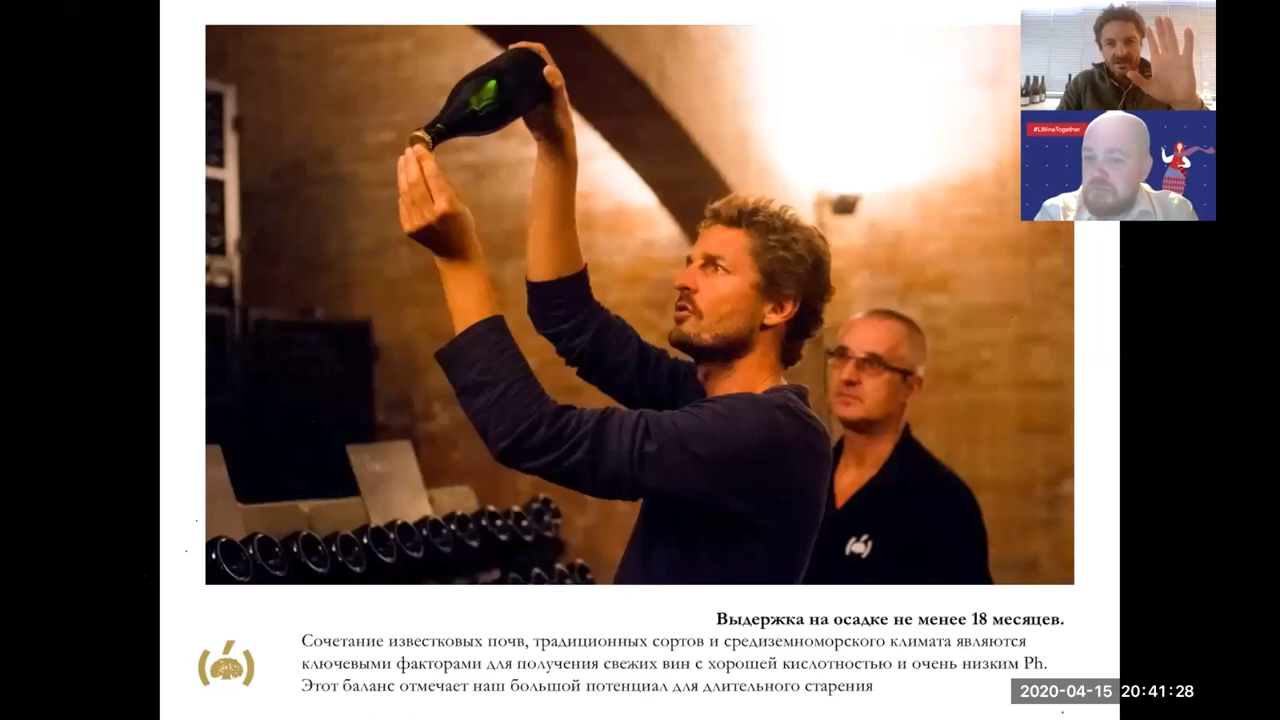 #LWineTogether
Выдержка на осадке не менее 18 месяцев.
Сочетание известковых почв, традиционных сортов и средиземноморского климата являются
ключевыми факторами для получения свежих вин с хорошей кислотностью и очень низким Ph.
Этот баланс отмечает наш большой потенциал для длительного старения
2020-04-15 20:41:28